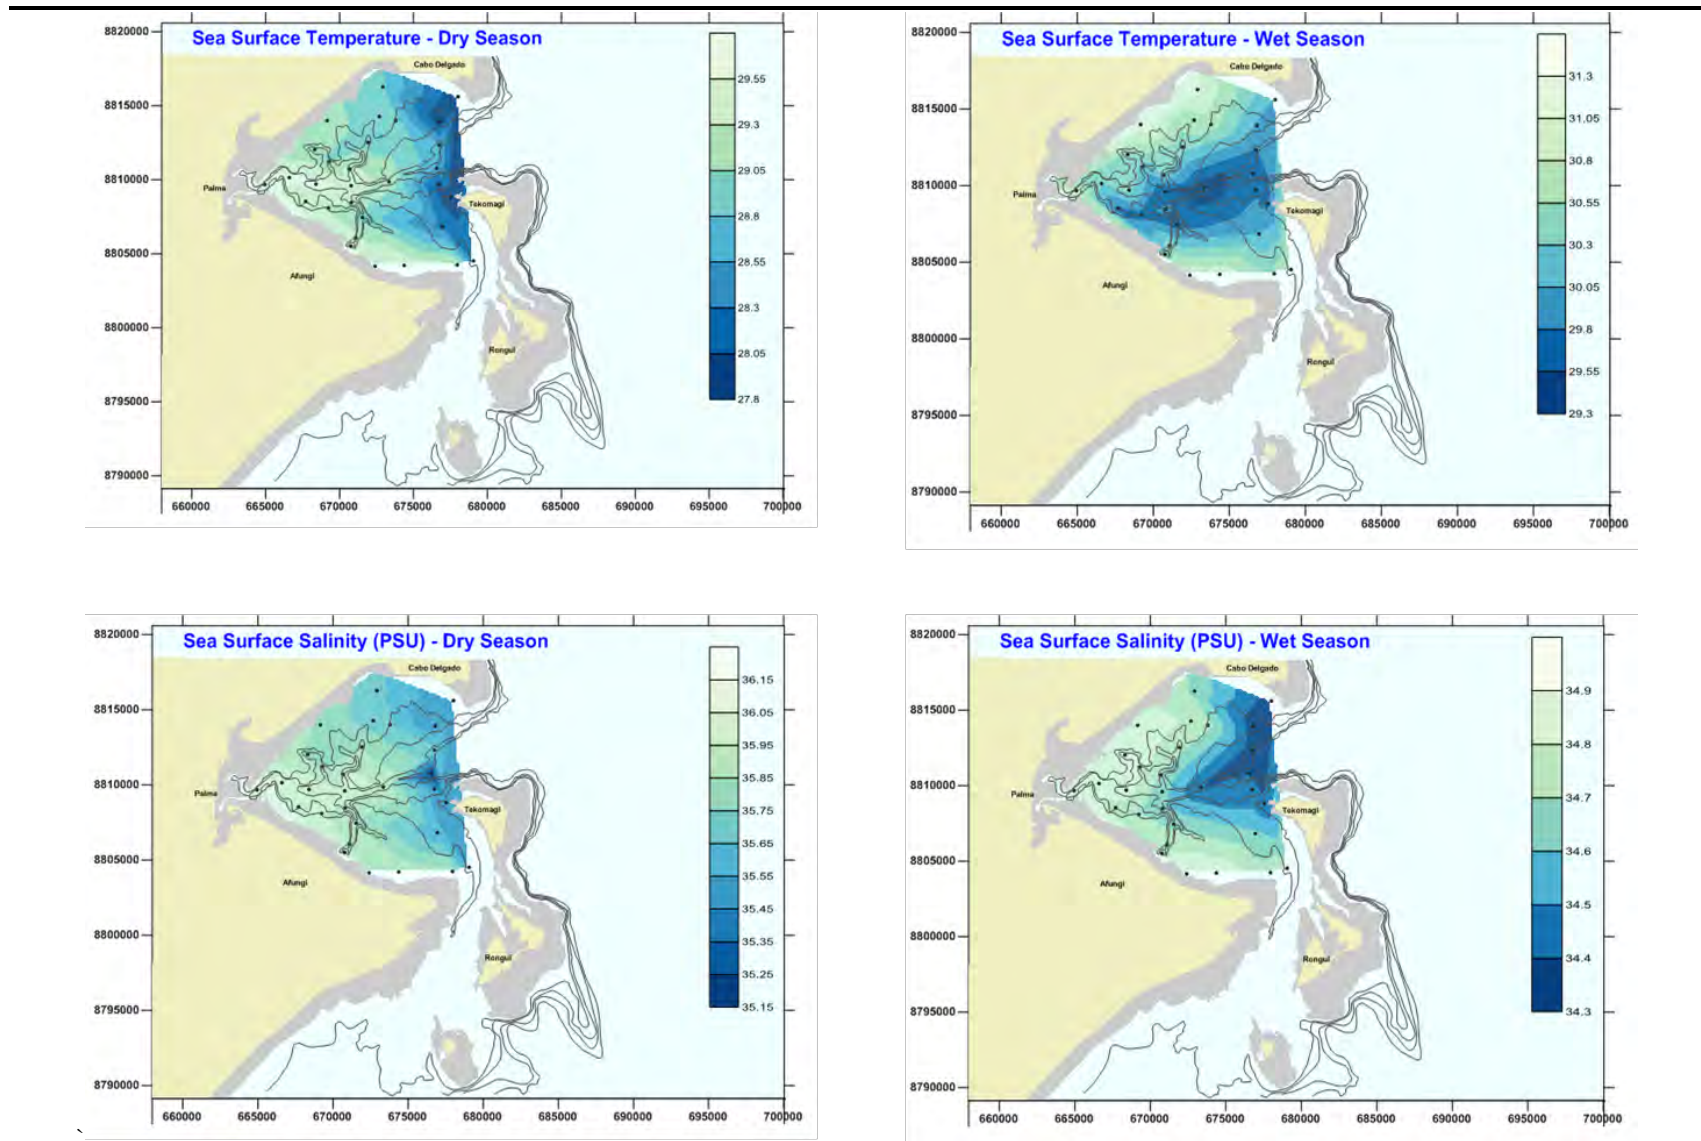 Sea Surface Temperature - Dry Season
8820000
8815000
8810000
8805000
8800000
8795000
8790000
660000 665000 670000 675000 680000 685000 690000 695000 700000
Cabo Delgado
Palma
Tekomagi
Afungi
Rongui
29.55
29.3
29.05
28.8
28.55
28.3
28.05
27.8
Sea Surface Temperature - Wet Season
8820000
8815000
8810000
8805000
8800000
8795000
8790000
660000 665000 670000 675000 680000 685000 690000 695000 700000
Cabo Delgado
Palma
Tekomagi
Afungi
Rongui
31.3
31.05
30.8
30.55
30.3
30.05
29.8
29.55
29.3
Sea Surface Salinity (PSU) - Dry Season
8820000
8815000
8810000
8805000
8800000
8795000
8790000
660000 665000 670000 675000 680000 685000 690000 695000 700000
Cabo Delgado
Palma
Tekomagi
Afungi
Rongui
36.15
36.05
35.95
35.85
35.75
35.65
35.55
35.45
35.35
35.25
35.15
Sea Surface Salinity (PSU) - Wet Season
8820000
8815000
8810000
8805000
8800000
8795000
8790000
660000 665000 670000 675000 680000 685000 690000 695000 700000
Cabo Delgado
Palma
Tekomagi
Afungi
Rongui
34.9
34.8
34.7
34.6
34.5
34.4
34.3
`